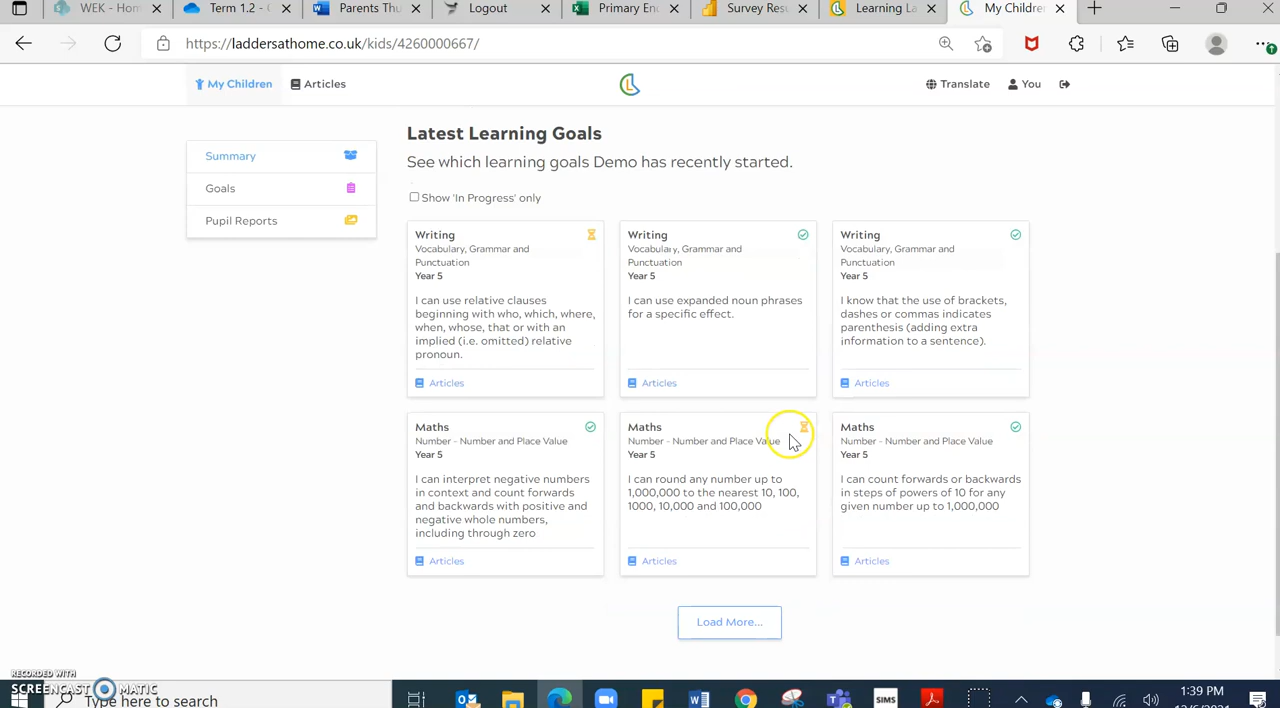 WEK - Hom
Term 1.2 - (
Parents Thu
Logout
Primary En
Survey Res
Learning La
My Childre
https://laddersathome.co.uk/kids/4260000667/
My Children
Articles
Translate
You
Summary
Goals
Pupil Reports
Latest Learning Goals
See which learning goals Demo has recently started.
Show 'In Progress' only
Writing
Vocabulary, Grammar and
Punctuation
Year 5
I can use relative clauses
beginning with who, which, where,
when, whose, that or with an
implied (i.e. omitted) relative
pronoun.
Articles
Writing
Vocabulary, Grammar and
Punctuation
Year 5
I can use expanded noun phrases
for a specific effect.
Articles
Writing
Vocabulary, Grammar and
Punctuation
Year 5
I know that the use of brackets,
dashes or commas indicates
parenthesis (adding extra
information to a sentence).
Articles
Maths
Number - Number and Place Value
Year 5
I can interpret negative numbers
in context and count forwards
and backwards with positive and
negative whole numbers,
including through zero
Articles
Maths
Number - Number and Place Value
Year 5
I can round any number up to
1,000,000 to the nearest 10, 100,
1000, 10,000 and 100,000
Articles
Maths
Number - Number and Place Value
Year 5
I can count forwards or backwards
in steps of powers of 10 for any
given number up to 1,000,000
Articles
Load More...
RECORDED WITH
SCREENCAST MATIC
Type here to search
SIMS
1:39 PM